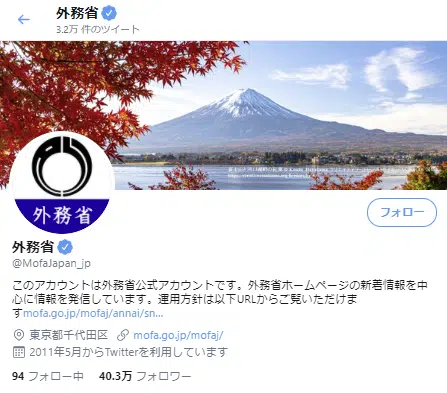 外務省
3.2万 件のツイート
外務省
フォロー
外務省
@MofaJapan_jp
このアカウントは外務省公式アカウントです。外務省ホームページの新着情報を中
心に情報を発信しています。運用方針は以下URLからご覧いただけま
すmofa.go.jp/mofaj/annai/sn...
東京都千代田区 mofa.go.jp/mofaj/
2011年5月からTwitterを利用しています
94 フォロー中 40.3万 フォロワー